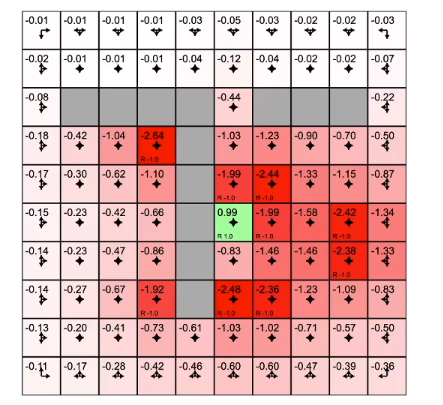 -0.01 -0.01 -0.01 -0.01 -0.03 -0.05 -0.03 -0.02 -0.02 -0.03
-0.02 -0.01 -0.01 -0.01 -0.04 -0.12 -0.04 -0.02 -0.02 -0.07
-0.08 -0.44 -0.22
-0.18 -0.42 -1.04 -2.64 -1.03 -1.23 -0.90 -0.70 -0.50
R -1.0
-0.17 -0.30 -0.62 -1.10 -1.99 -2.44 -1.33 -1.15 -0.87
R -1.0 R -1.0
-0.15 -0.23 -0.42 -0.66 0.99 -1.99 -1.58 -2.42 -1.34
R 1.0 R -1.0 R -1.0
-0.14 -0.23 -0.47 -0.86 -0.83 -1.46 -1.46 -2.38 -1.33
R -1.0
-0.14 -0.27 -0.67 -1.92 -2.48 -2.36 -1.23 -1.09 -0.83
R -1.0 R -1.0 R -1.0
-0.13 -0.20 -0.41 -0.73 -0.61 -1.03 -1.02 -0.71 -0.57 -0.50
-0.11 -0.17 -0.28 -0.42 -0.46 -0.60 -0.60 -0.47 -0.39 -0.36